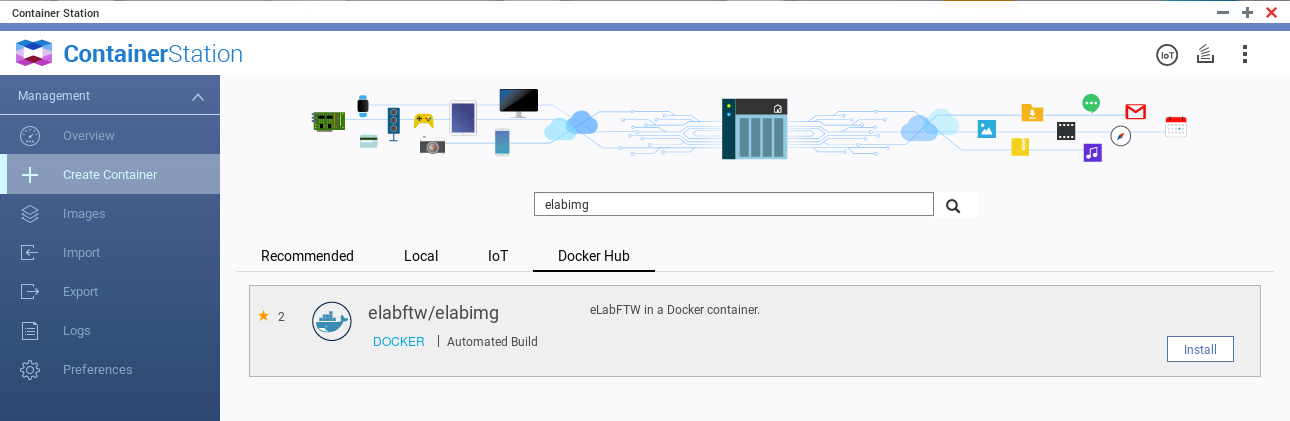 Container Station
ContainerStation
IoT
Management
Overview
Create Container
Images
Import
Export
Logs
Preferences
elabimg
Recommended Local IoT Docker Hub
2
elabftw/elabimg
eLabFTW in a Docker container.
DOCKER | Automated Build
Install